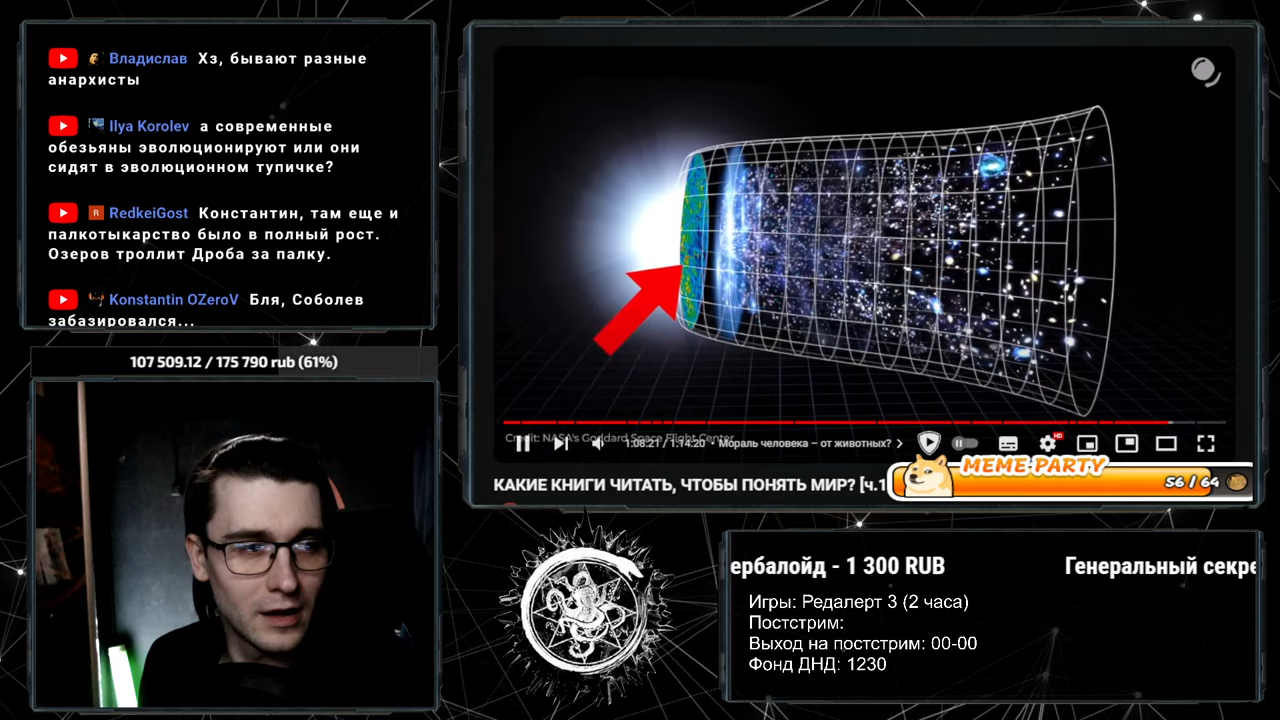 Владислав Хз, бывают разные
анархисты
Ilya Korolev а современные
обезьяны эволюционируют или они
сидят в эволюционном тупичке?
R RedkeiGost Константин, там еще и
палкотыкарство было в полный рост.
Озеров троллит Дроба за палку.
Konstantin OZeroV Бля, Соболев
забазировался...
107 509.12 / 175 790 rub (61%)
Credit: NASA's Goddard Space Flight Center
1:08:21 / 1:14:20 • Мораль человека – от животных? >
HD
КАКИЕ КНИГИ ЧИТАТЬ, ЧТОБЫ ПОНЯТЬ МИР? [ч.1
MEME PARTY
56 / 64
ербалойд - 1 300 RUB Генеральный секре
Игры: Редалерт 3 (2 часа)
Постстрим:
Выход на постстрим: 00-00
Фонд ДНД: 1230